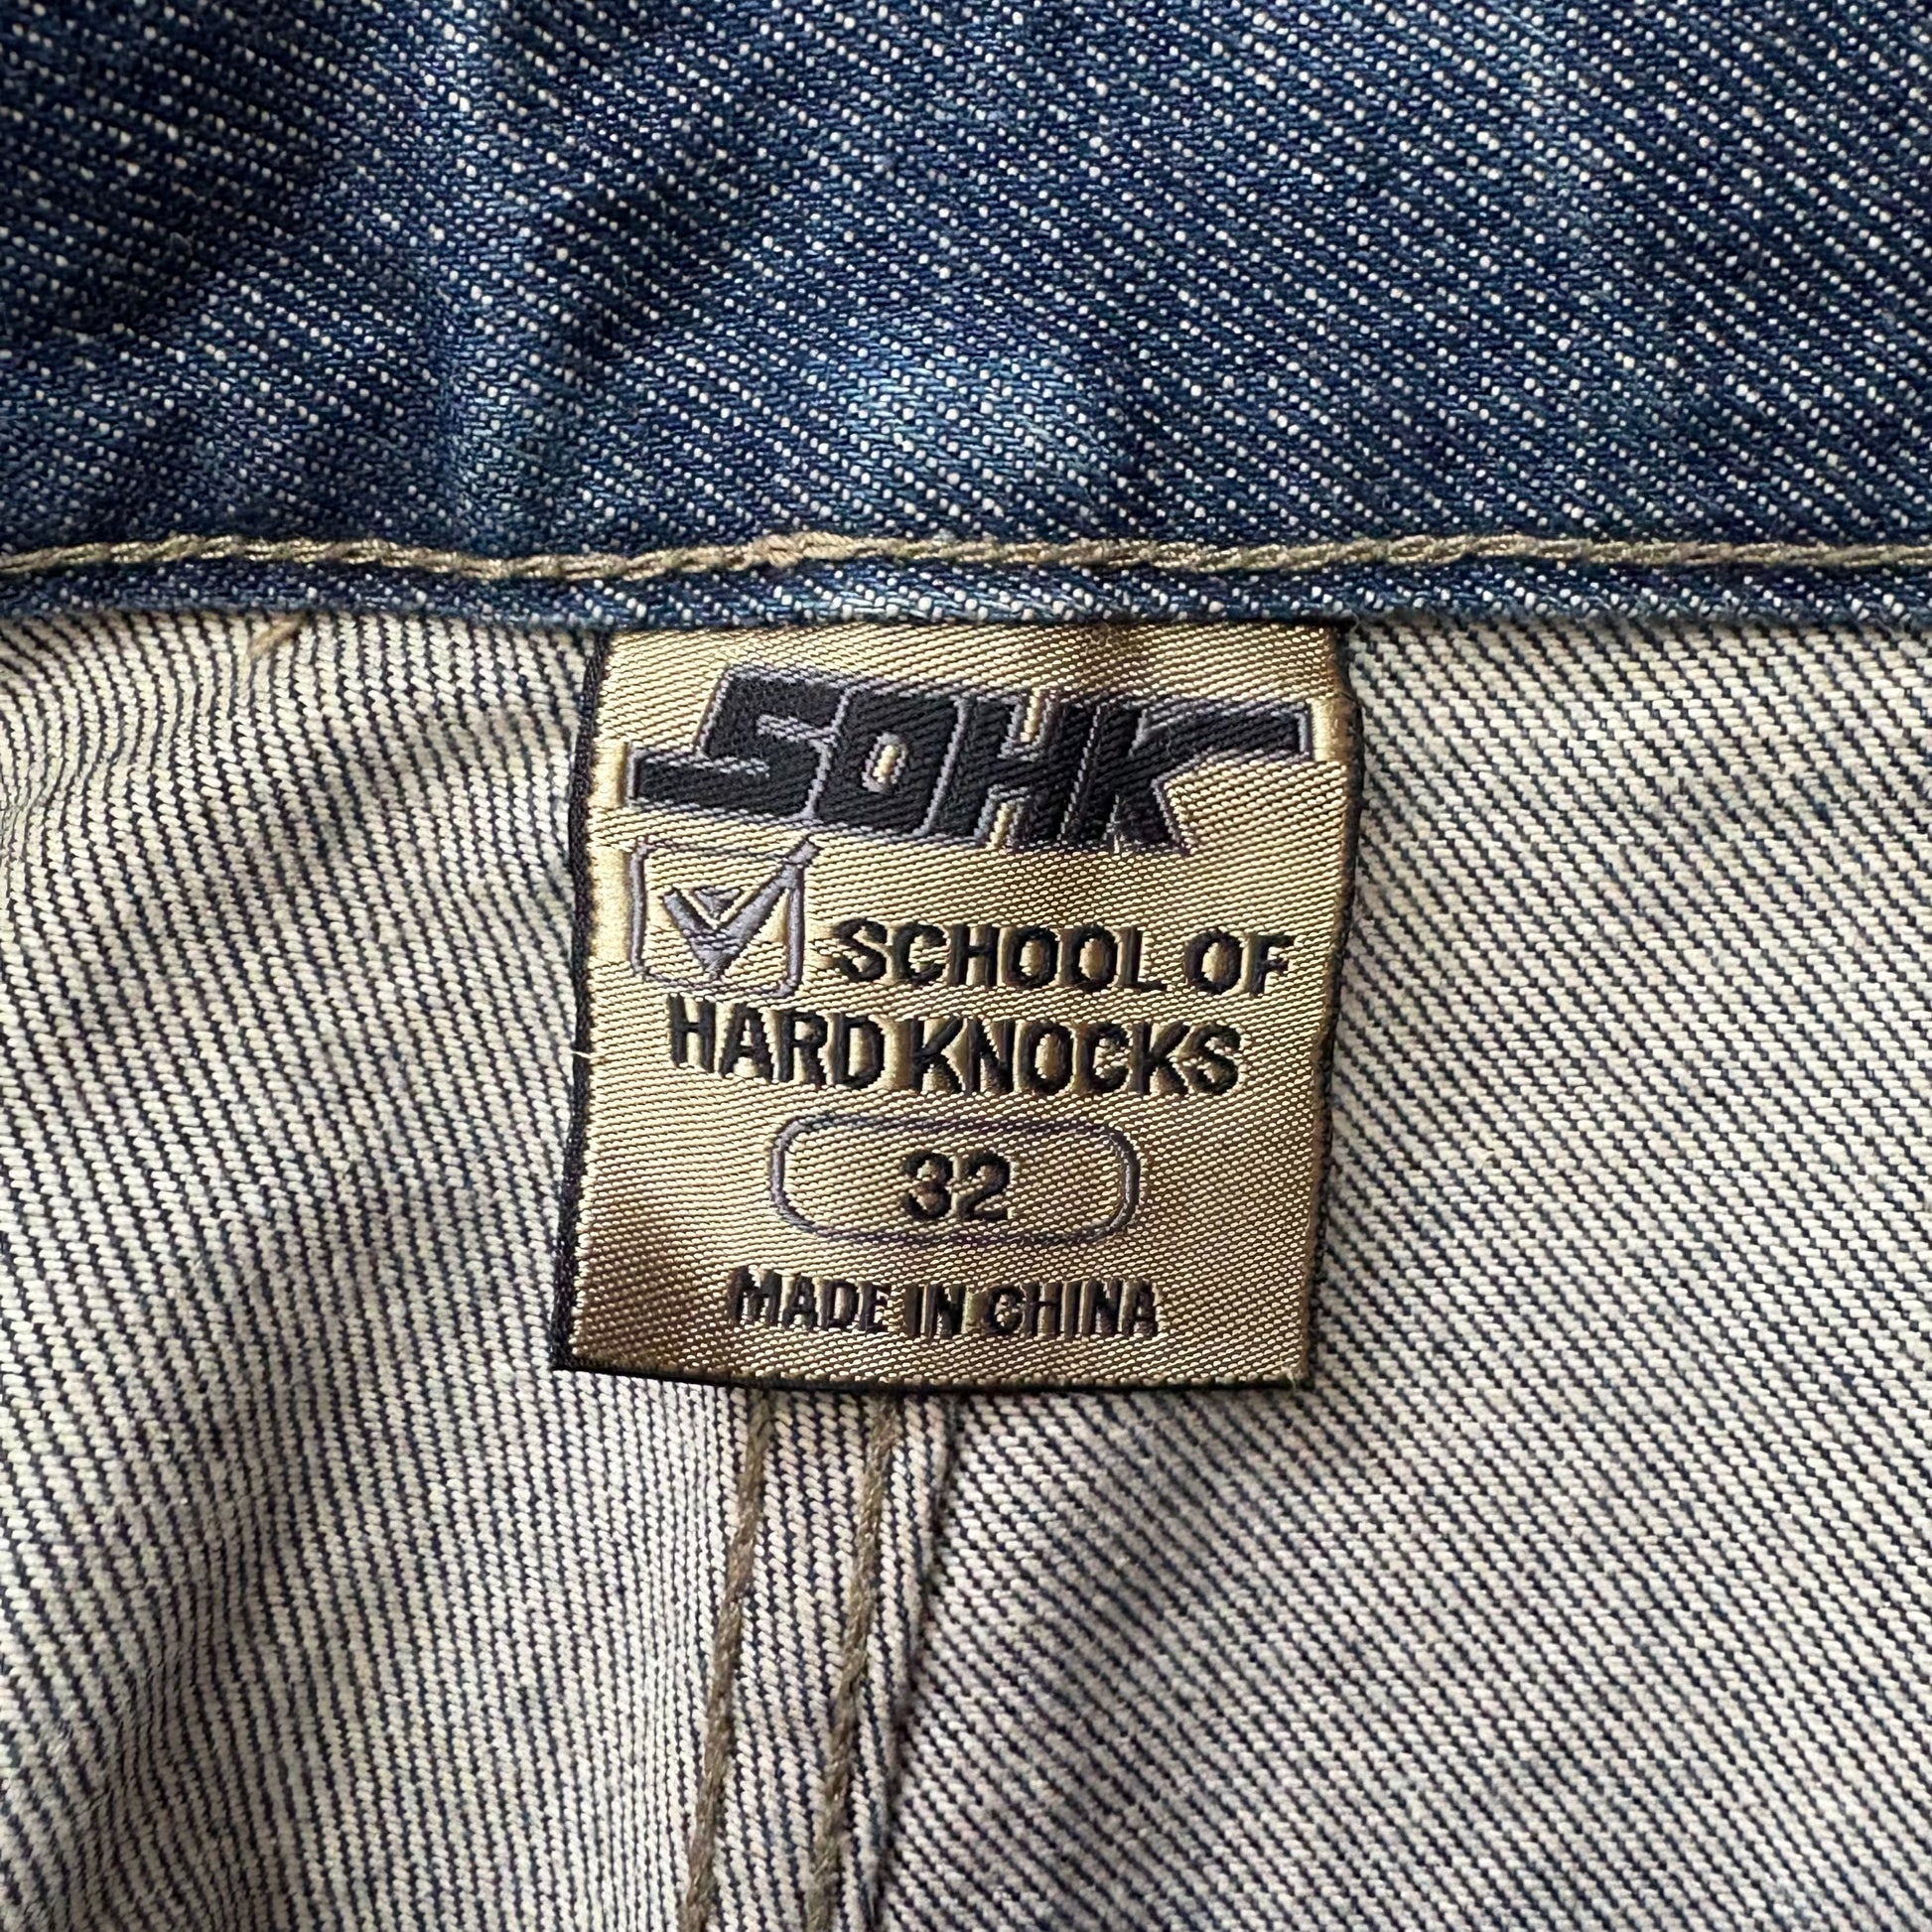 SOHK
SCHOOL OF
HARD KNOCKS
32
MADE IN CHINA